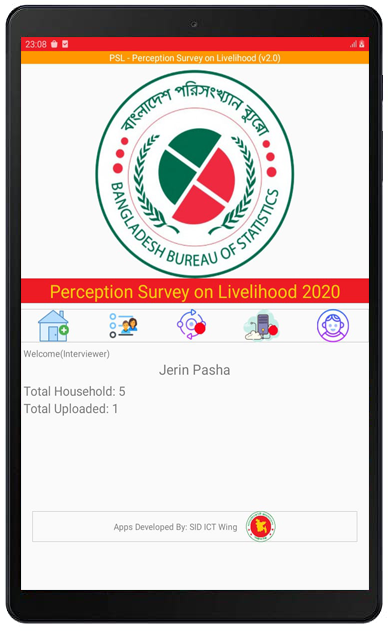 23:08
PSL - Perception Survey on Livelihood (v2.0)
বাংলাদেশ পরিসংখ্যান ব্যুরো
BANGLADESH BUREAU OF STATISTICS
Perception Survey on Livelihood 2020
Welcome(Interviewer)
Jerin Pasha
Total Household: 5
Total Uploaded: 1
Apps Developed By: SID ICT Wing